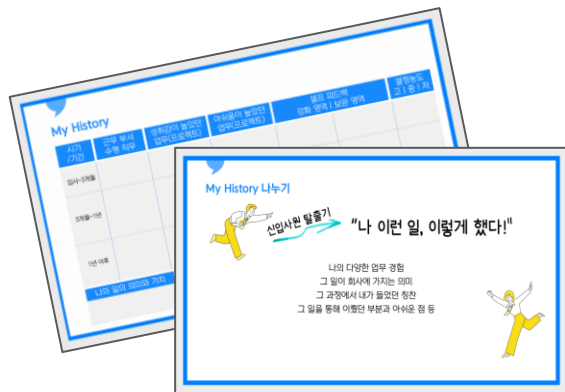 My History
시기
/기간
근무 부서
수행 직무
성취감이 높았던
업무(프로젝트)
아쉬움이 높았던
업무(프로젝트)
셀프 피드백
강화 영역 | 보완 영역
열정농도
고 | 중 | 저
입사~3개월
3개월~1년
1년 이후
나의 일의 의미와 가치
My History 나누기
신입사원 탈출기
"나 이런 일, 이렇게 했다!"
나의 다양한 업무 경험
그 일이 회사에 가지는 의미
그 과정에서 내가 들었던 칭찬
그 일을 통해 이뤘던 부분과 아쉬운 점 등